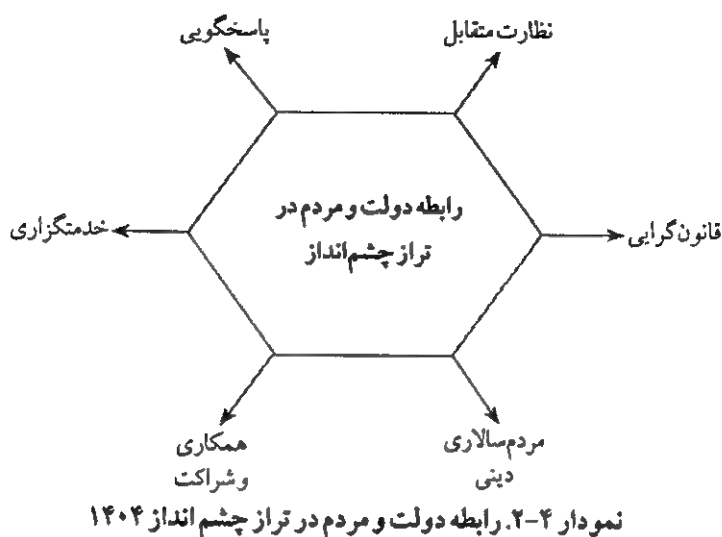 نظارت متقابل
پاسخگویی
رابطه دولت و مردم در
تراز چشم‌انداز
قانون‌گرایی
خدمتگزاری
مردم‌سالاری
دینی
همکاری
و شراکت
نمودار ۴-۲. رابطه دولت و مردم در تراز چشم انداز ۱۴۰۴